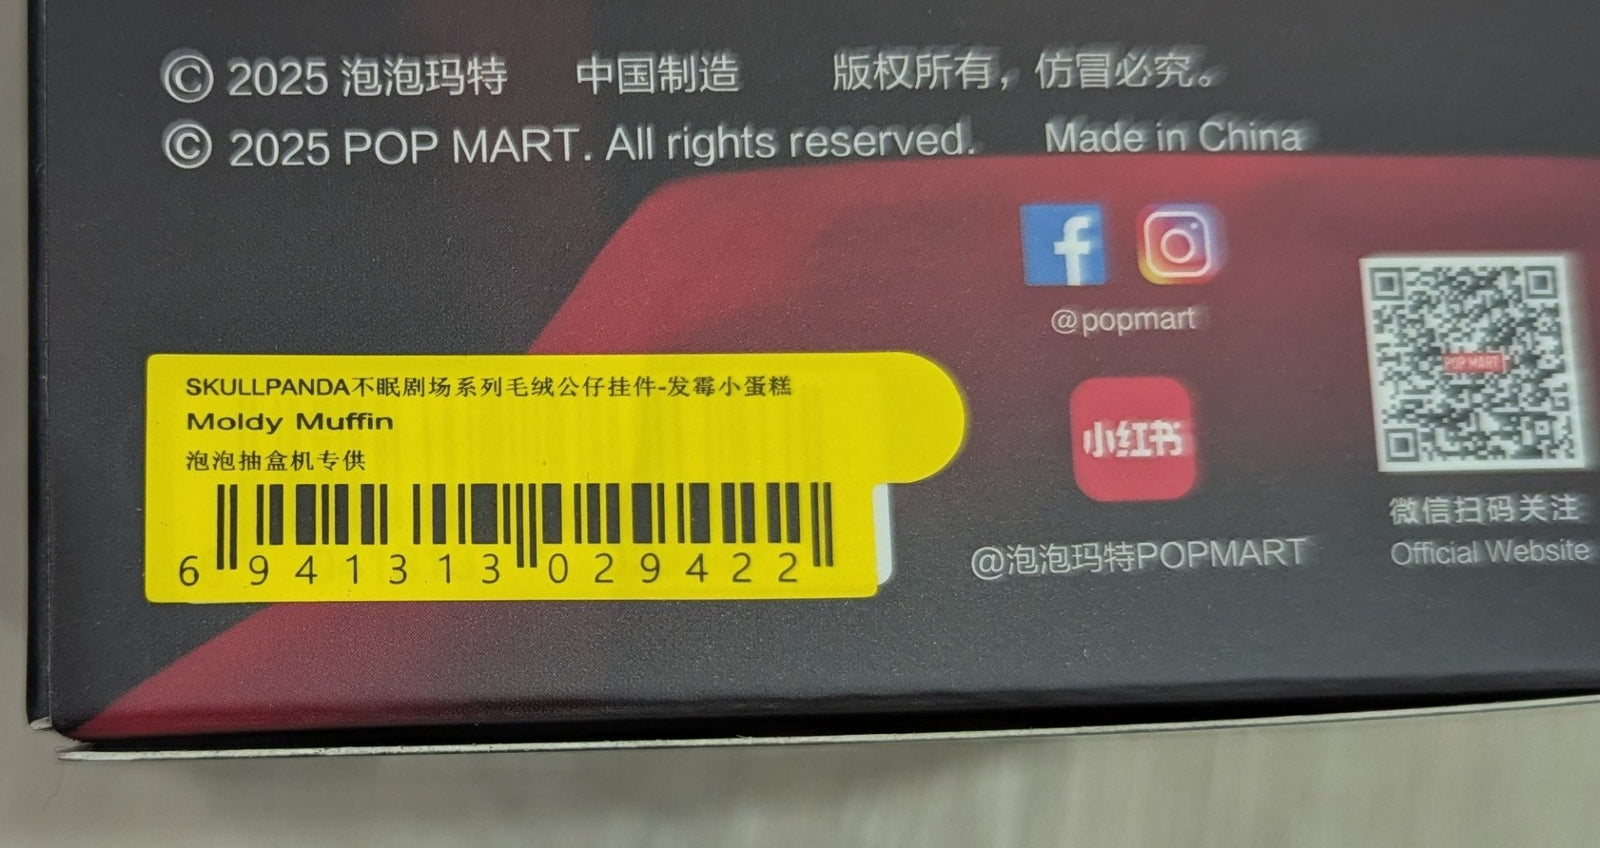 © 2025 泡泡玛特 中国制造 版权所有，仿冒必究。
© 2025 POP MART. All rights reserved. Made in China
@popmart
POP MART
SKULLPANDA不眠剧场系列毛绒公仔挂件-发霉小蛋糕
Moldy Muffin
泡泡抽盒机专供
6 941313 029422
小红书
@泡泡玛特POPMART
微信扫码关注
Official Website